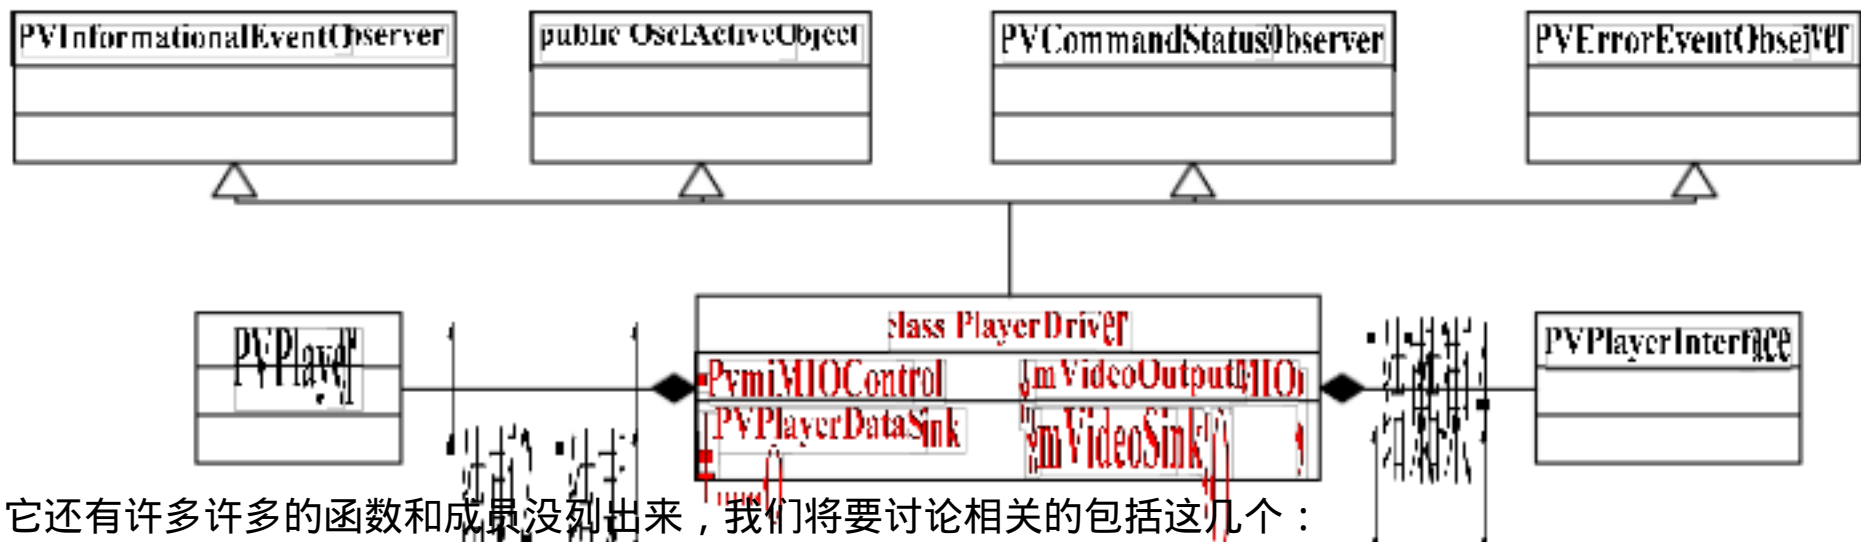 PVInformationalEventObserver
public OsclActiveObject
PVCommandStatusObserver
PVErrorEventObserver
class PlayerDriver
PVPlayer
PvmiMIOControl
mVideoOutputMIO
PVPlayerInterface
PVPlayerDataSink
mVideoSink
它还有许多许多的函数和成员没列出来，我们将要讨论相关的包括这几个：